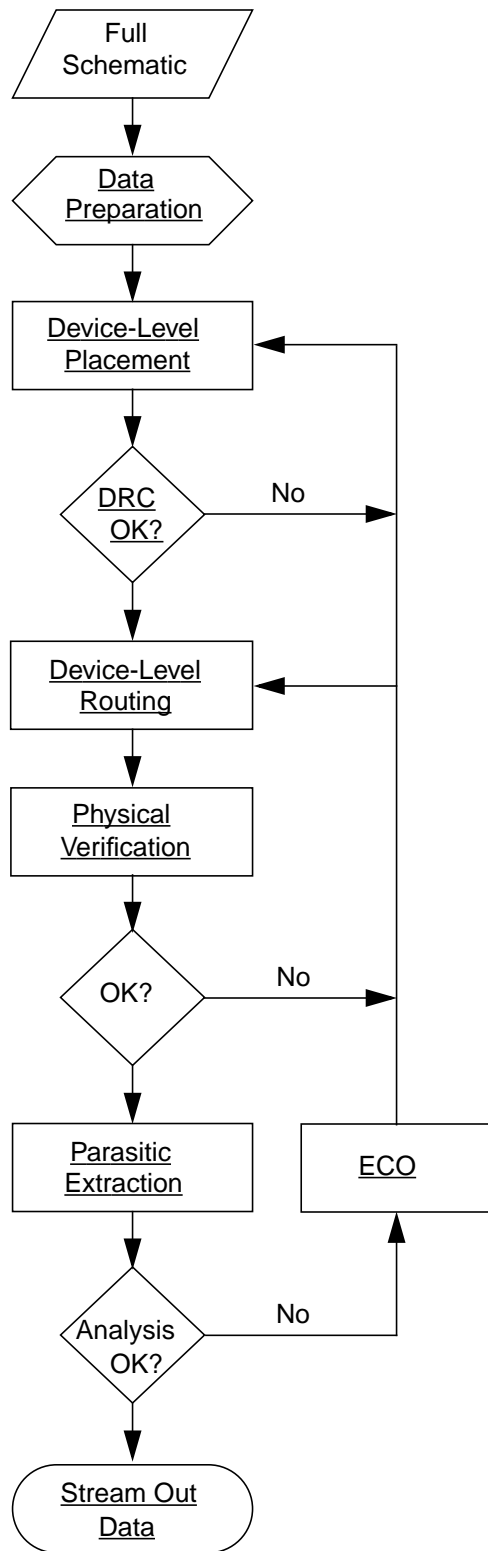 Full
Schematic
Data
Preparation
Device-Level
Placement
DRC
OK?
No
Device-Level
Routing
Physical
Verification
OK?
No
Parasitic
Extraction
ECO
Analysis
OK?
No
Stream Out
Data